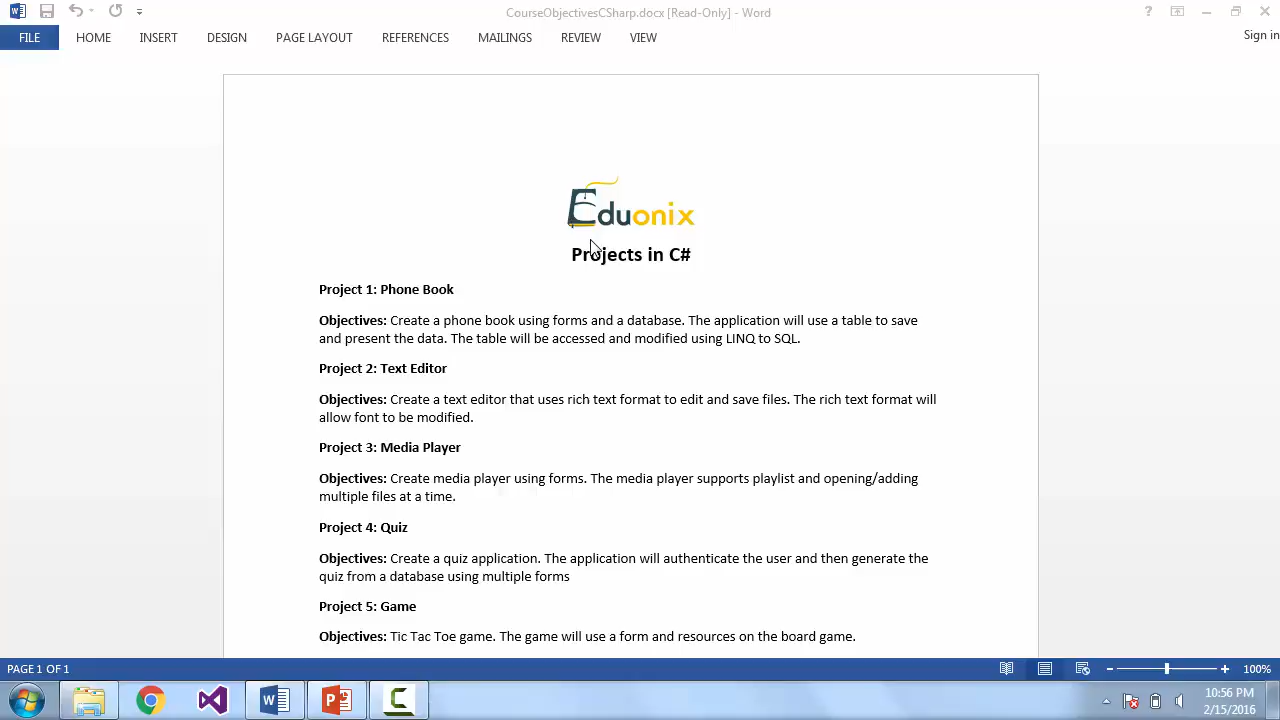 CourseObjectivesCSharp.docx [Read-Only] - Word
?
FILE HOME INSERT DESIGN PAGE LAYOUT REFERENCES MAILINGS REVIEW VIEW Sign in
Eduonix
Projects in C#
Project 1: Phone Book
Objectives: Create a phone book using forms and a database. The application will use a table to save
and present the data. The table will be accessed and modified using LINQ to SQL.
Project 2: Text Editor
Objectives: Create a text editor that uses rich text format to edit and save files. The rich text format will
allow font to be modified.
Project 3: Media Player
Objectives: Create media player using forms. The media player supports playlist and opening/adding
multiple files at a time.
Project 4: Quiz
Objectives: Create a quiz application. The application will authenticate the user and then generate the
quiz from a database using multiple forms
Project 5: Game
Objectives: Tic Tac Toe game. The game will use a form and resources on the board game.
PAGE 1 OF 1 100%
10:56 PM
2/15/2016